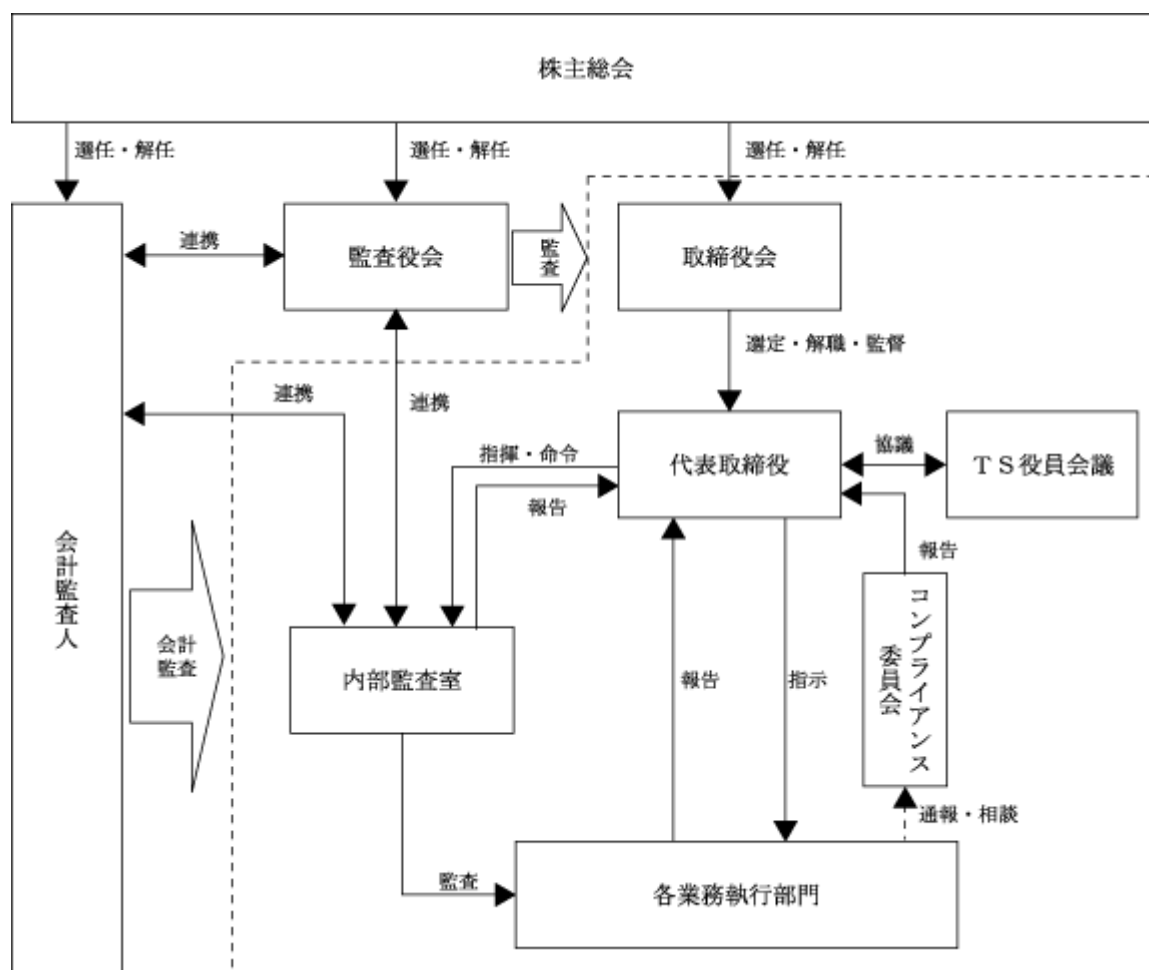 株主総会
選任・解任
選任・解任
選任・解任
連携
監査役会
監査
取締役会
選定・解職・監督
連携
連携
指揮・命令
報告
代表取締役
協議
TS役員会議
報告
会計監査人
会計
監査
内部監査室
報告
指示
コンプライアンス
委員会
通報・相談
監査
各業務執行部門